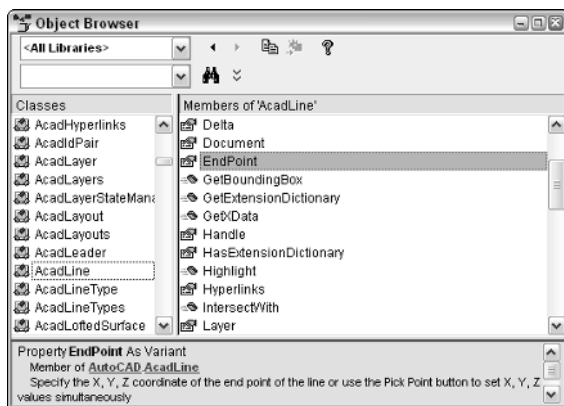 Object Browser
<All Libraries>
Classes
Members of 'AcadLine'
AcadHyperlinks
AcadIdPair
AcadLayer
AcadLayers
AcadLayerStateMana
AcadLayout
AcadLayouts
AcadLeader
AcadLine
AcadLineType
AcadLineTypes
AcadLoftedSurface
Delta
Document
EndPoint
GetBoundingBox
GetExtensionDictionary
GetXData
Handle
HasExtensionDictionary
Highlight
Hyperlinks
IntersectWith
Layer
Property EndPoint As Variant
Member of AutoCAD.AcadLine
Specify the X, Y, Z coordinate of the end point of the line or use the Pick Point button to set X, Y, Z
values simultaneously